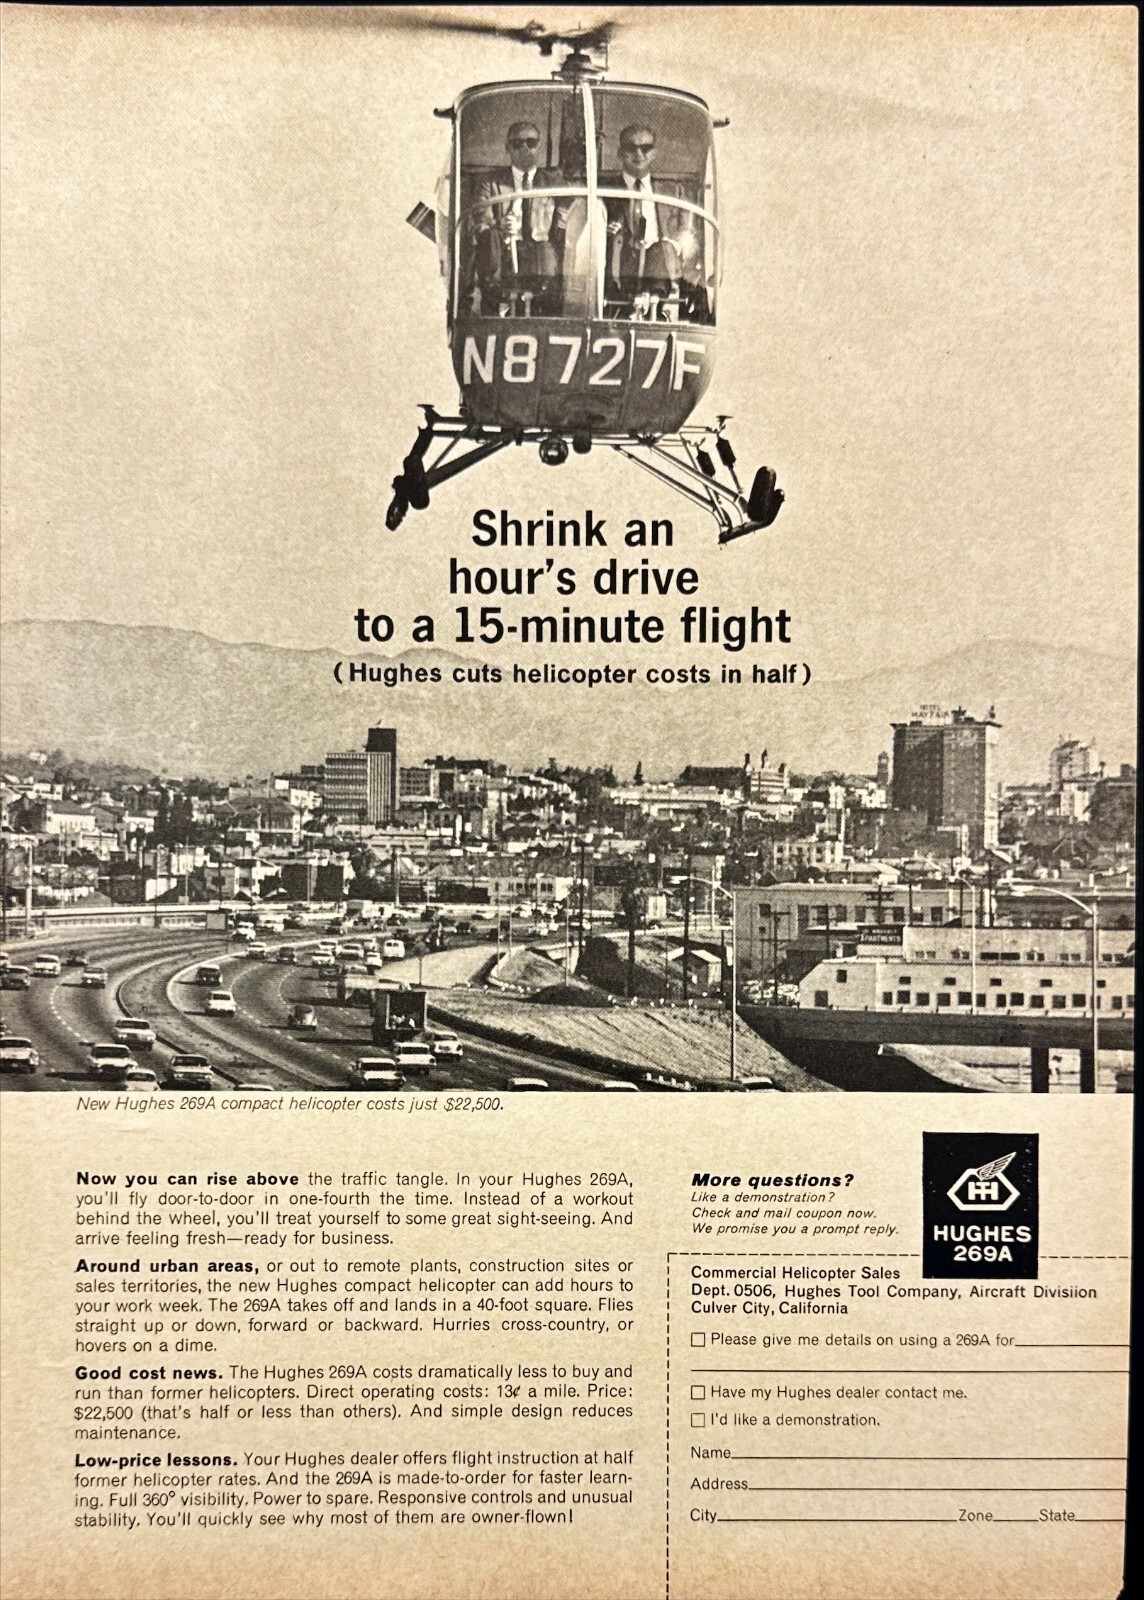 N8727F
Shrink an
hour's drive
to a 15-minute flight
(Hughes cuts helicopter costs in half)
HOTEL
MAYFAIR
APARTMENTS
New Hughes 269A compact helicopter costs just $22,500.
Now you can rise above the traffic tangle. In your Hughes 269A,
you'll fly door-to-door in one-fourth the time. Instead of a workout
behind the wheel, you'll treat yourself to some great sight-seeing. And
arrive feeling fresh—ready for business.
Around urban areas, or out to remote plants, construction sites or
sales territories, the new Hughes compact helicopter can add hours to
your work week. The 269A takes off and lands in a 40-foot square. Flies
straight up or down, forward or backward. Hurries cross-country, or
hovers on a dime.
Good cost news. The Hughes 269A costs dramatically less to buy and
run than former helicopters. Direct operating costs: 13¢ a mile. Price:
$22,500 (that's half or less than others). And simple design reduces
maintenance.
Low-price lessons. Your Hughes dealer offers flight instruction at half
former helicopter rates. And the 269A is made-to-order for faster learn-
ing. Full 360° visibility. Power to spare. Responsive controls and unusual
stability. You'll quickly see why most of them are owner-flown!
More questions?
Like a demonstration?
Check and mail coupon now.
We promise you a prompt reply.
HUGHES
269A
Commercial Helicopter Sales
Dept. 0506, Hughes Tool Company, Aircraft Divisiion
Culver City, California
Please give me details on using a 269A for
Have my Hughes dealer contact me.
I'd like a demonstration.
Name
Address
City Zone State